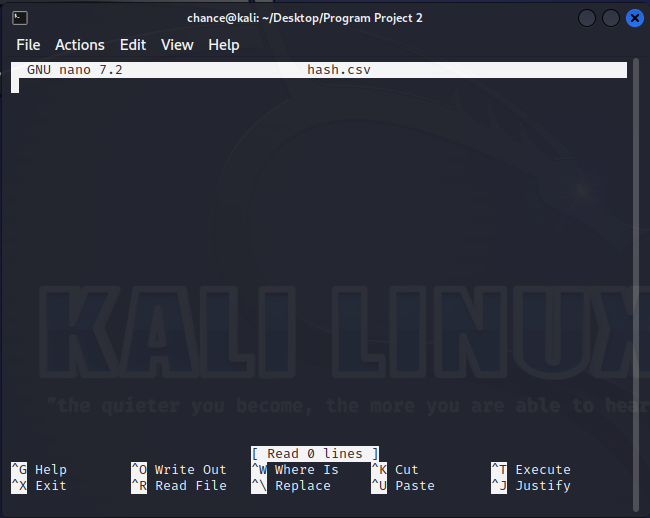 chance@kali: ~/Desktop/Program Project 2
File Actions Edit View Help
GNU nano 7.2 hash.csv
KALI LINUX
"the quieter you become, the more you are able to hear
[ Read 0 lines ]
^G Help ^O Write Out ^W Where Is ^K Cut ^T Execute
^X Exit ^R Read File ^\ Replace ^U Paste ^J Justify